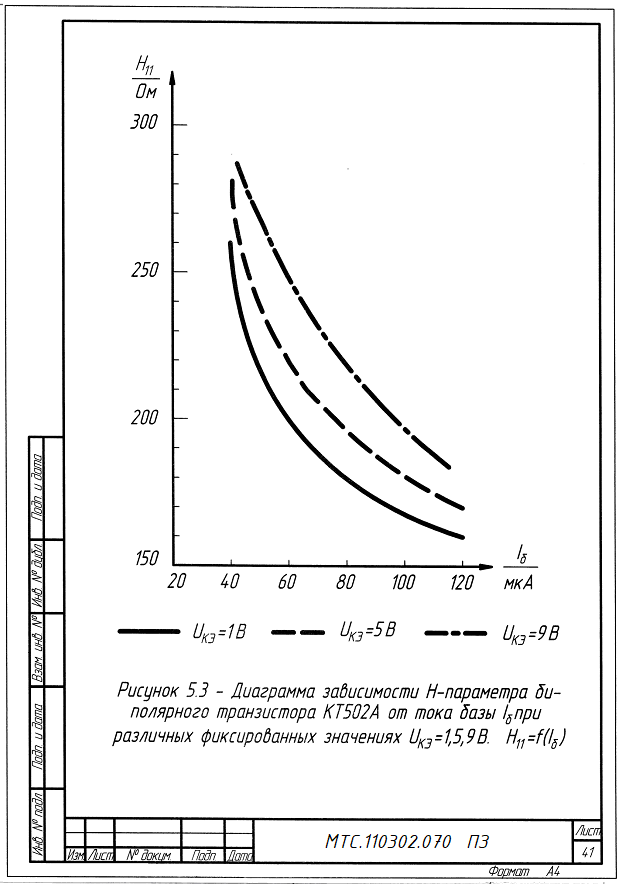 H₁₁
Ом
300
250
200
150
20 40 60 80 100 120
Iб
мкА
Uкэ=1В Uкэ=5В Uкэ=9В
Рисунок 5.3 - Диаграмма зависимости Н-параметра би-
полярного транзистора КТ502А от тока базы Iб при
различных фиксированных значениях Uкэ=1,5,9В. H₁₁=f(Iб)
Подп. и дата
Инв. № дубл.
Взам. инв. №
Подп. и дата
Инв. № подл.
Изм. Лист № докум. Подп. Дата
МТС.110302.070 ПЗ
Лист
41
Формат А4